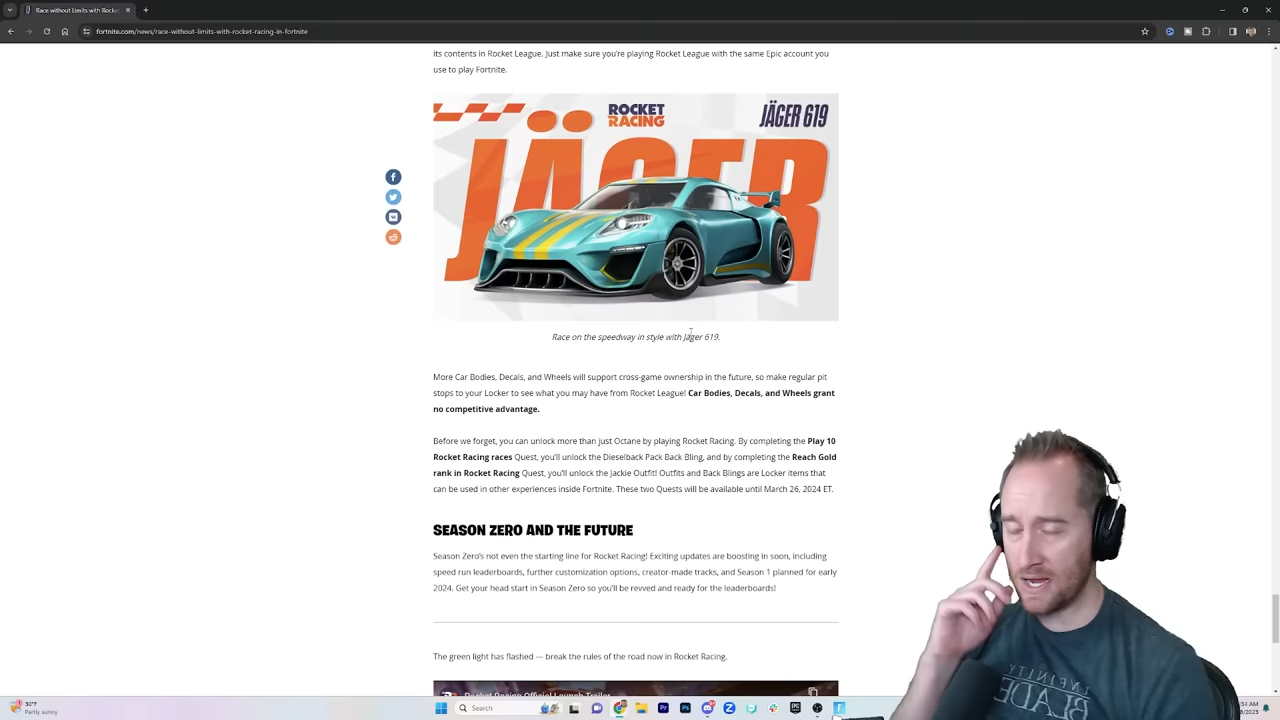 Rocket
Rocket League
Race without limits with Rocket
fortnite.com/news/race-without-limits-with-rocket-racing-in-fortnite
its contents in Rocket League. Just make sure you're playing Rocket League with the same Epic account you
use to play Fortnite.
ROCKET
RACING
JÄGER 619
JÄGER
Race on the speedway in style with Jäger 619.
More Car Bodies, Decals, and Wheels will support cross-game ownership in the future, so make regular pit
stops to your Locker to see what you may have from Rocket League! Car Bodies, Decals, and Wheels grant
no competitive advantage.
Before we forget, you can unlock more than just Octane by playing Rocket Racing. By completing the Play 10
Rocket Racing races Quest, you'll unlock the Dieselback Pack Back Bling, and by completing the Reach Gold
rank in Rocket Racing Quest, you'll unlock the Jackie Outfit! Outfits and Back Blings are Locker items that
can be used in other experiences inside Fortnite. These two Quests will be available until March 26, 2024 ET.
SEASON ZERO AND THE FUTURE
Season Zero's not even the starting line for Rocket Racing! Exciting updates are boosting in soon, including
speed run leaderboards, further customization options, creator-made tracks, and Season 1 planned for early
2024. Get your head start in Season Zero so you'll be revved and ready for the leaderboards!
The green light has flashed — break the rules of the road now in Rocket Racing.
Rocket Racing Official Launch Trailer
INFINITY
BLADE
30°F
Partly sunny
Search